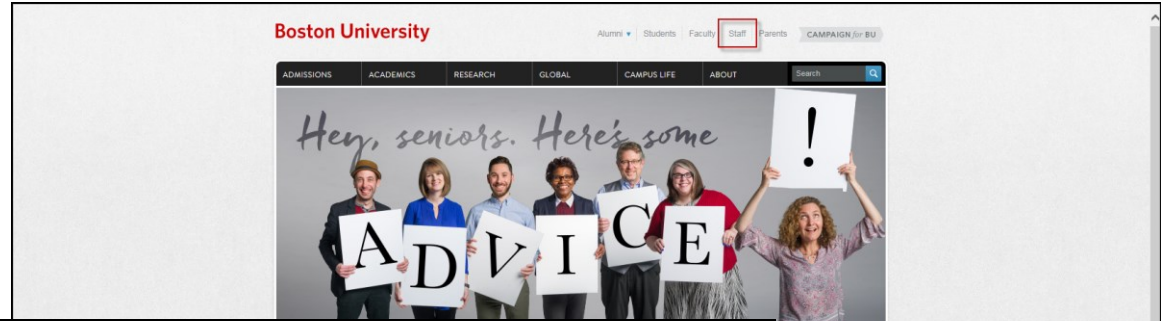 Boston University
Alumni Students Faculty Staff Parents CAMPAIGN for BU
ADMISSIONS ACADEMICS RESEARCH GLOBAL CAMPUS LIFE ABOUT Search
Hey, seniors. Here's some
ADVICE!